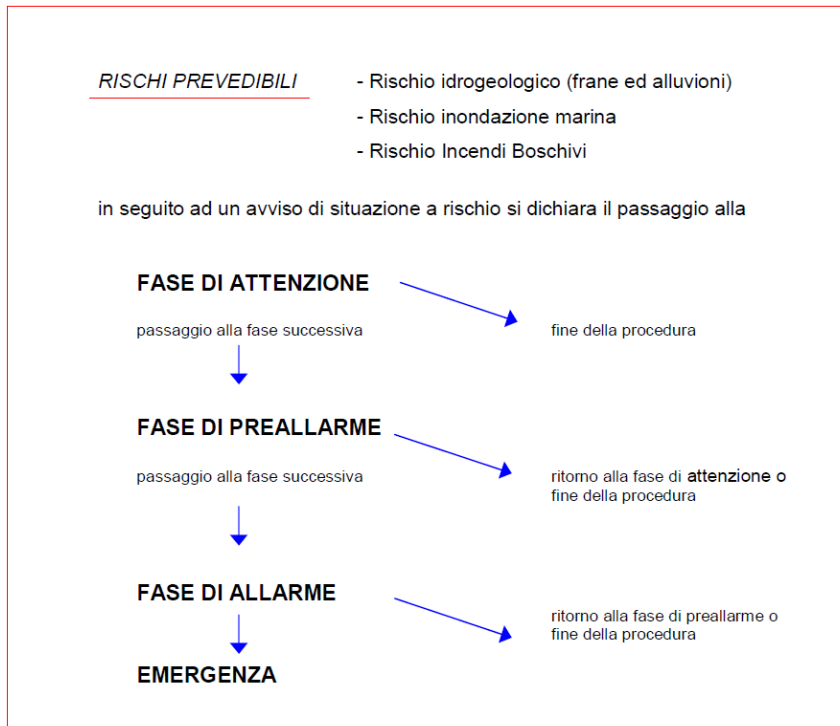 RISCHI PREVEDIBILI - Rischio idrogeologico (frane ed alluvioni)
- Rischio inondazione marina
- Rischio Incendi Boschivi
in seguito ad un avviso di situazione a rischio si dichiara il passaggio alla
FASE DI ATTENZIONE
passaggio alla fase successiva
fine della procedura
FASE DI PREALLARME
passaggio alla fase successiva
ritorno alla fase di attenzione o
fine della procedura
FASE DI ALLARME
ritorno alla fase di preallarme o
fine della procedura
EMERGENZA